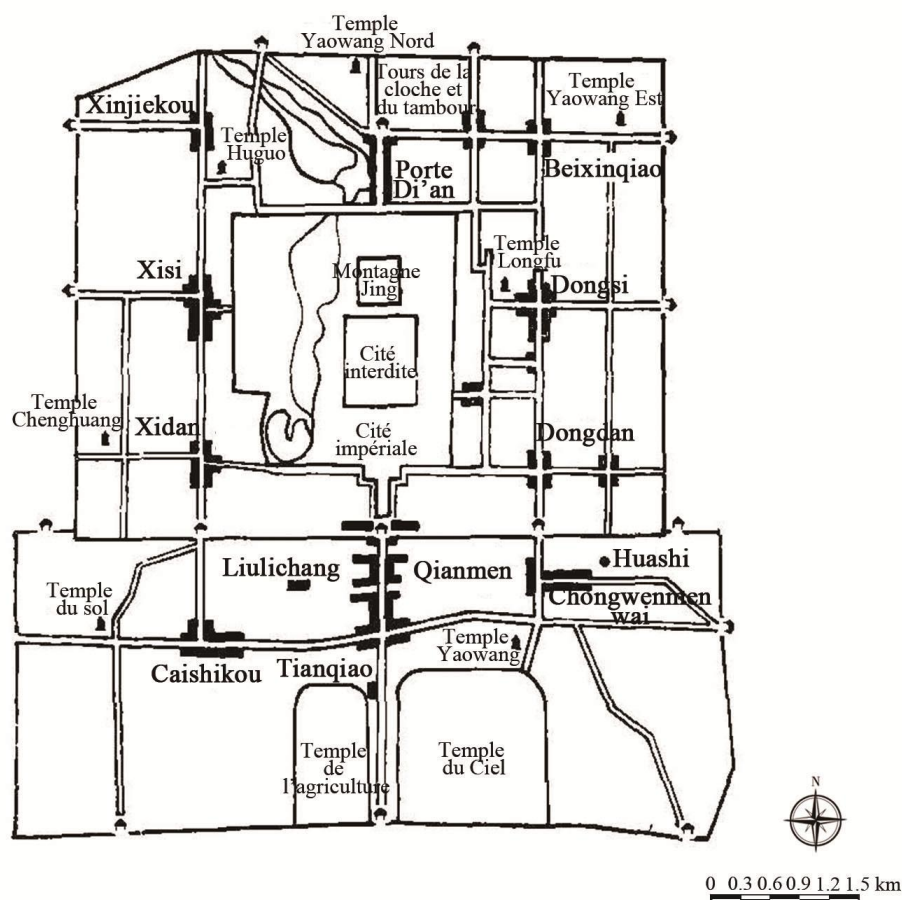 Temple
Yaowang Nord
Tours de la
cloche et
du tambour
Temple
Yaowang Est
Xinjiekou
Temple
Huguo
Porte
Di'an
Beixinqiao
Temple
Longfu
Xisi
Montagne
Jing
Dongsi
Cité
interdite
Temple
Chenghuang
Xidan
Cité
impériale
Dongdan
Liulichang
Qianmen
Huashi
Temple
du sol
Chongwenmen
wai
Temple
Yaowang
Caishikou
Tianqiao
Temple
de
l'agriculture
Temple
du Ciel
N
0 0.3 0.6 0.9 1.2 1.5 km